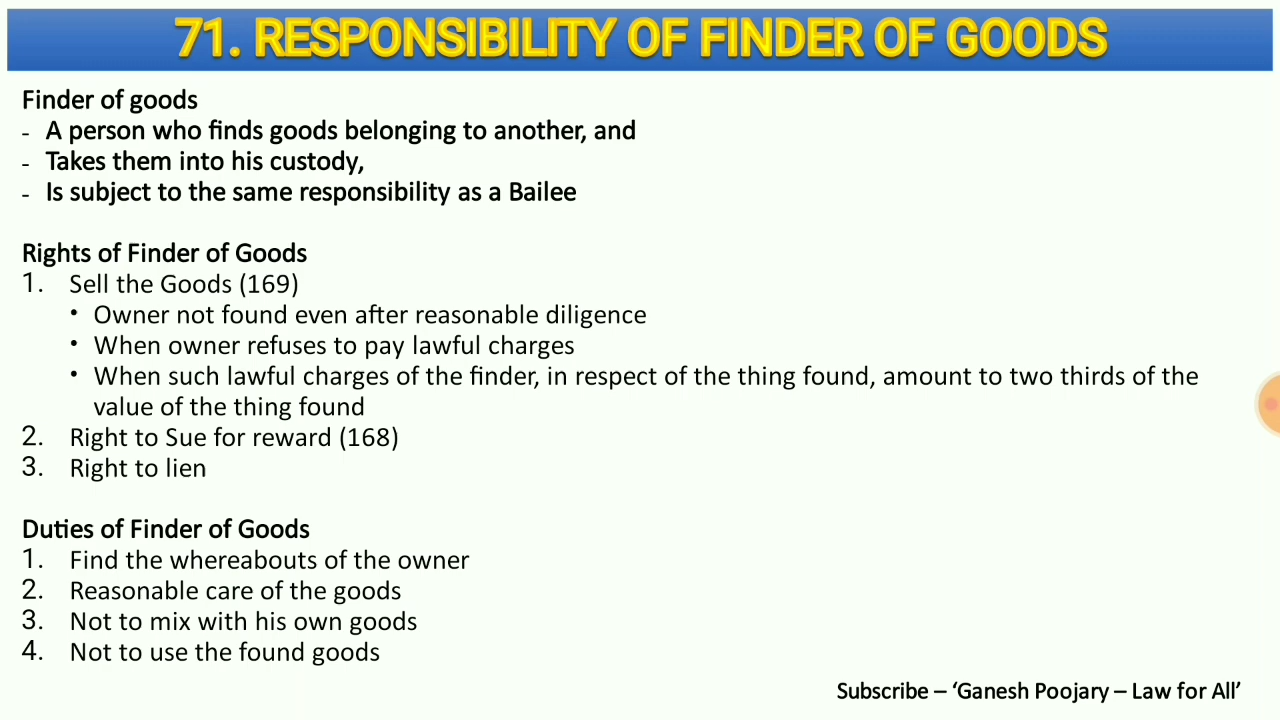 71. RESPONSIBILITY OF FINDER OF GOODS
Finder of goods
- A person who finds goods belonging to another, and
- Takes them into his custody,
- Is subject to the same responsibility as a Bailee
Rights of Finder of Goods
1. Sell the Goods (169)
• Owner not found even after reasonable diligence
• When owner refuses to pay lawful charges
• When such lawful charges of the finder, in respect of the thing found, amount to two thirds of the
value of the thing found
2. Right to Sue for reward (168)
3. Right to lien
Duties of Finder of Goods
1. Find the whereabouts of the owner
2. Reasonable care of the goods
3. Not to mix with his own goods
4. Not to use the found goods
Subscribe – ‘Ganesh Poojary – Law for All’